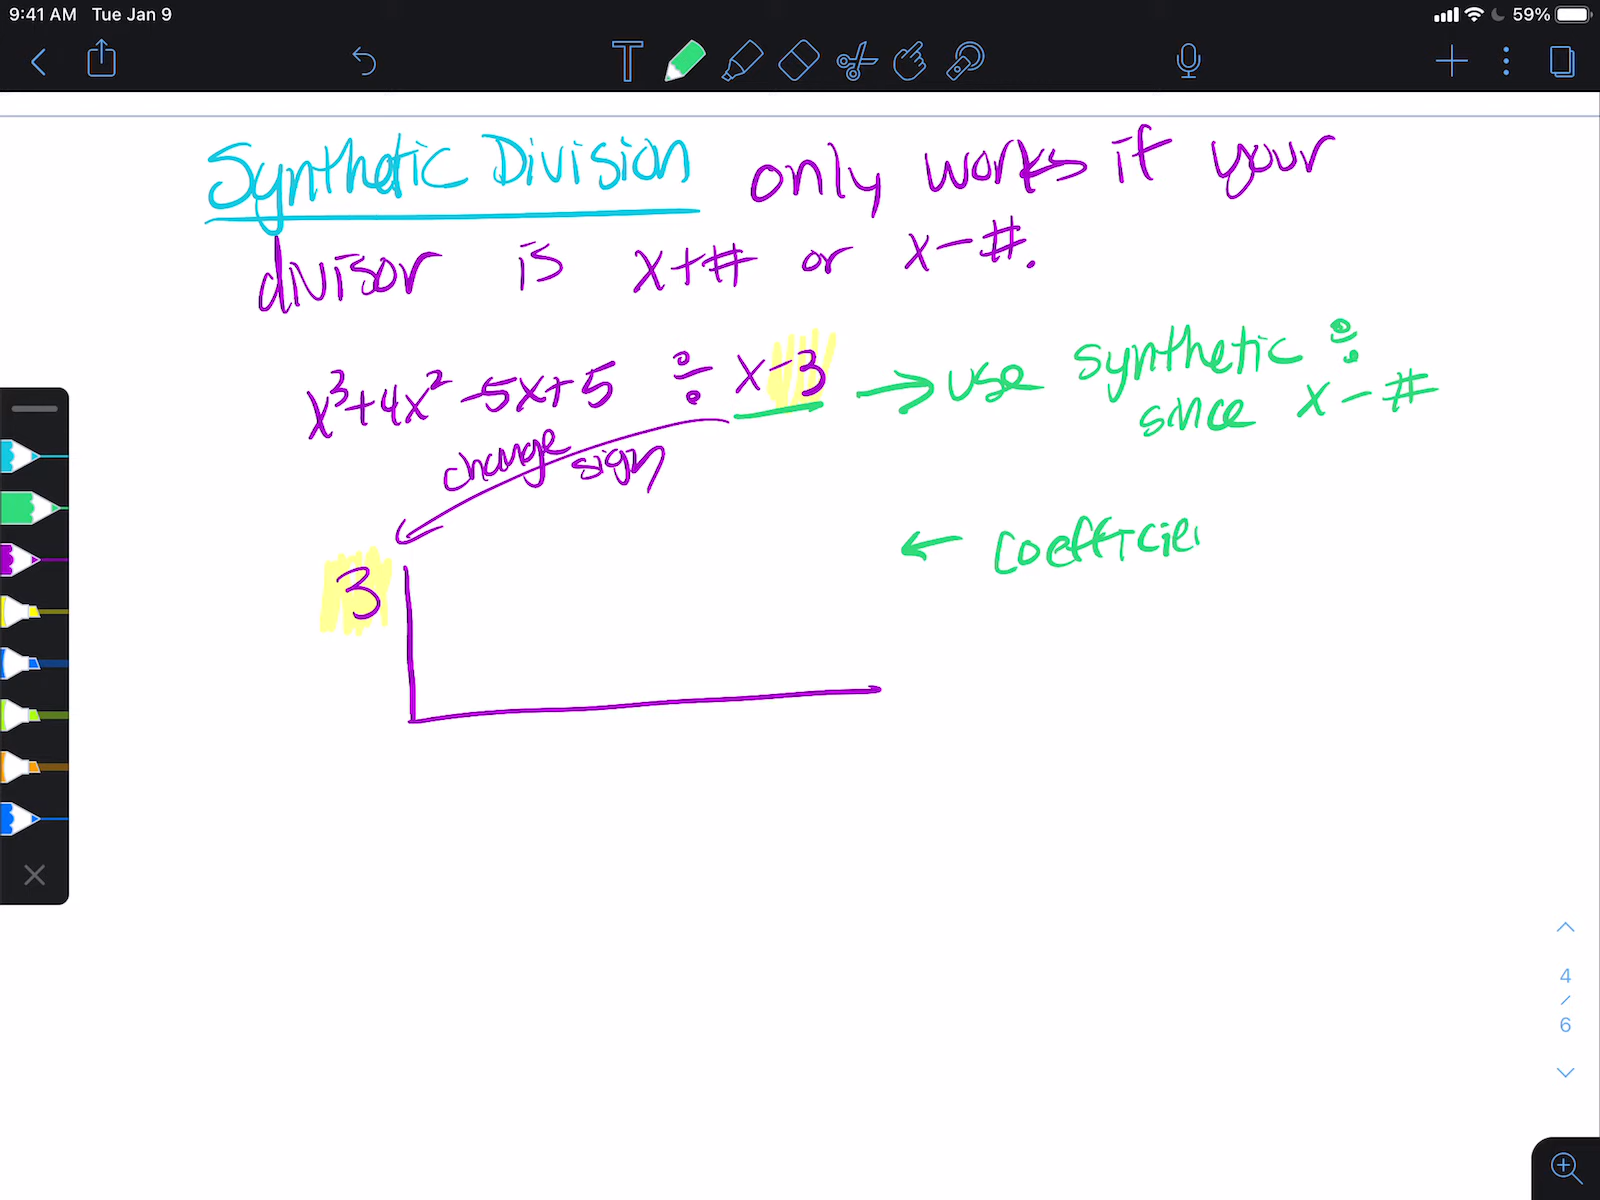 9:41 AM Tue Jan 9 59%
T
Synthetic Division only works if your
divisor is x+# or x-#.
x³+4x²-5x+5 ÷ x-3 → use synthetic ÷
since x-#
change sign
3
← coefficie
4
/
6